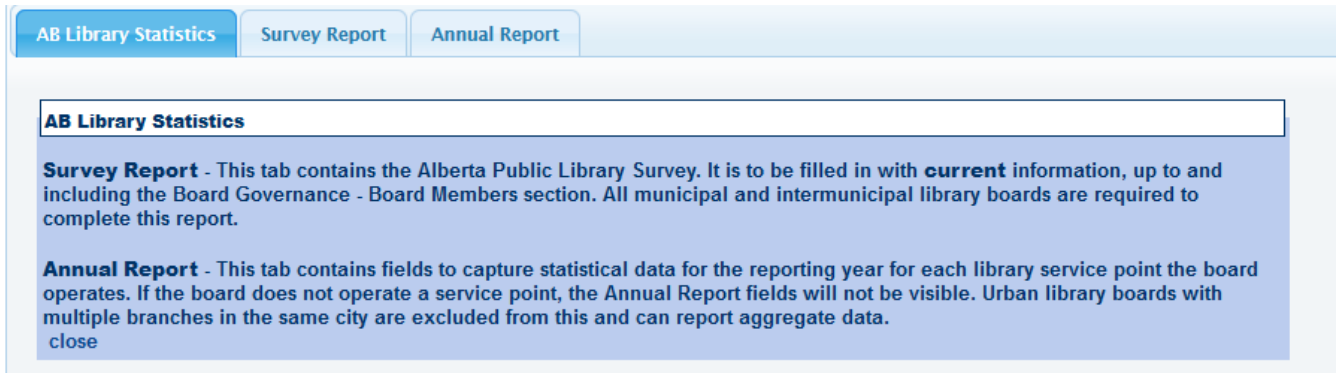 AB Library Statistics Survey Report Annual Report
AB Library Statistics
Survey Report - This tab contains the Alberta Public Library Survey. It is to be filled in with current information, up to and
including the Board Governance - Board Members section. All municipal and intermunicipal library boards are required to
complete this report.
Annual Report - This tab contains fields to capture statistical data for the reporting year for each library service point the board
operates. If the board does not operate a service point, the Annual Report fields will not be visible. Urban library boards with
multiple branches in the same city are excluded from this and can report aggregate data.
close